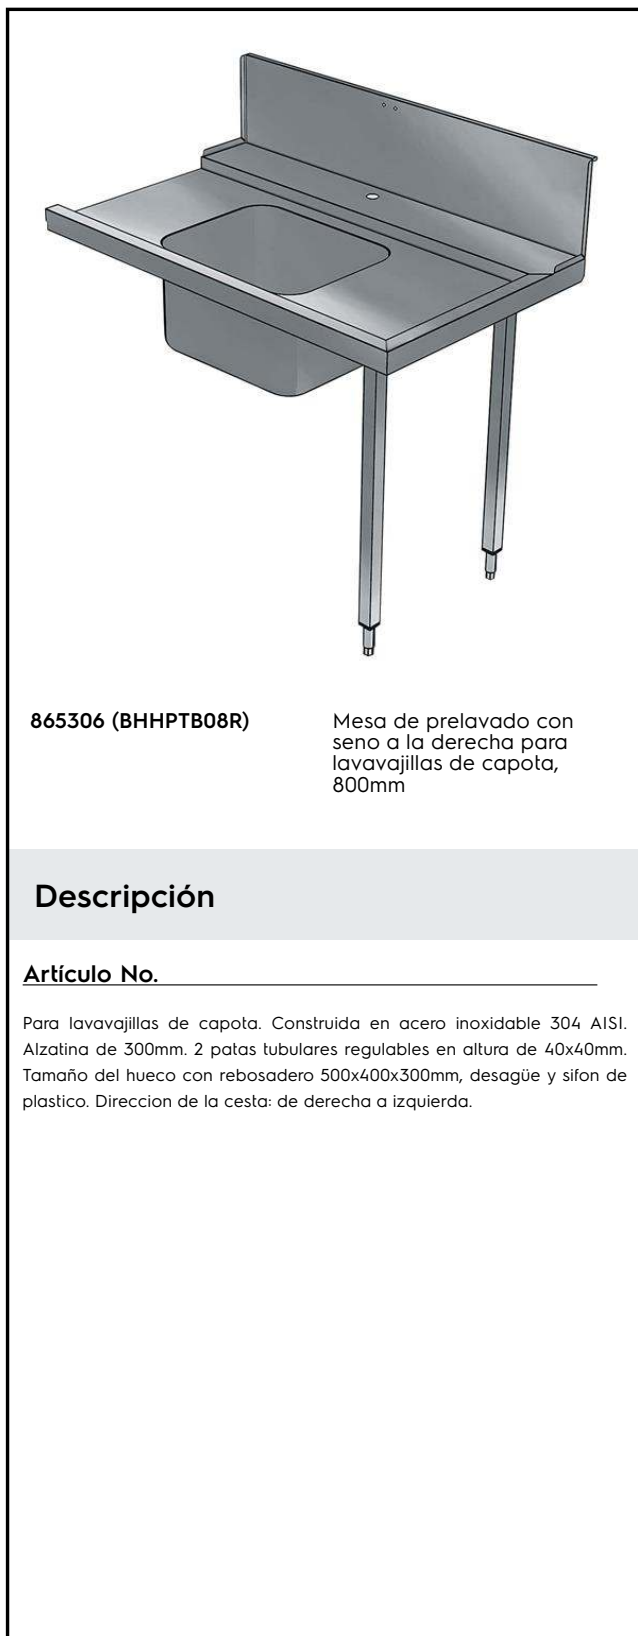 865306 (BHHPTB08R)
Mesa de prelavado con
seno a la derecha para
lavavajillas de capota,
800mm
Descripción
Artículo No.
Para lavavajillas de capota. Construida en acero inoxidable 304 AISI.
Alzatina de 300mm. 2 patas tubulares regulables en altura de 40x40mm.
Tamaño del hueco con rebosadero 500x400x300mm, desagüe y sifon de
plastico. Direccion de la cesta: de derecha a izquierda.